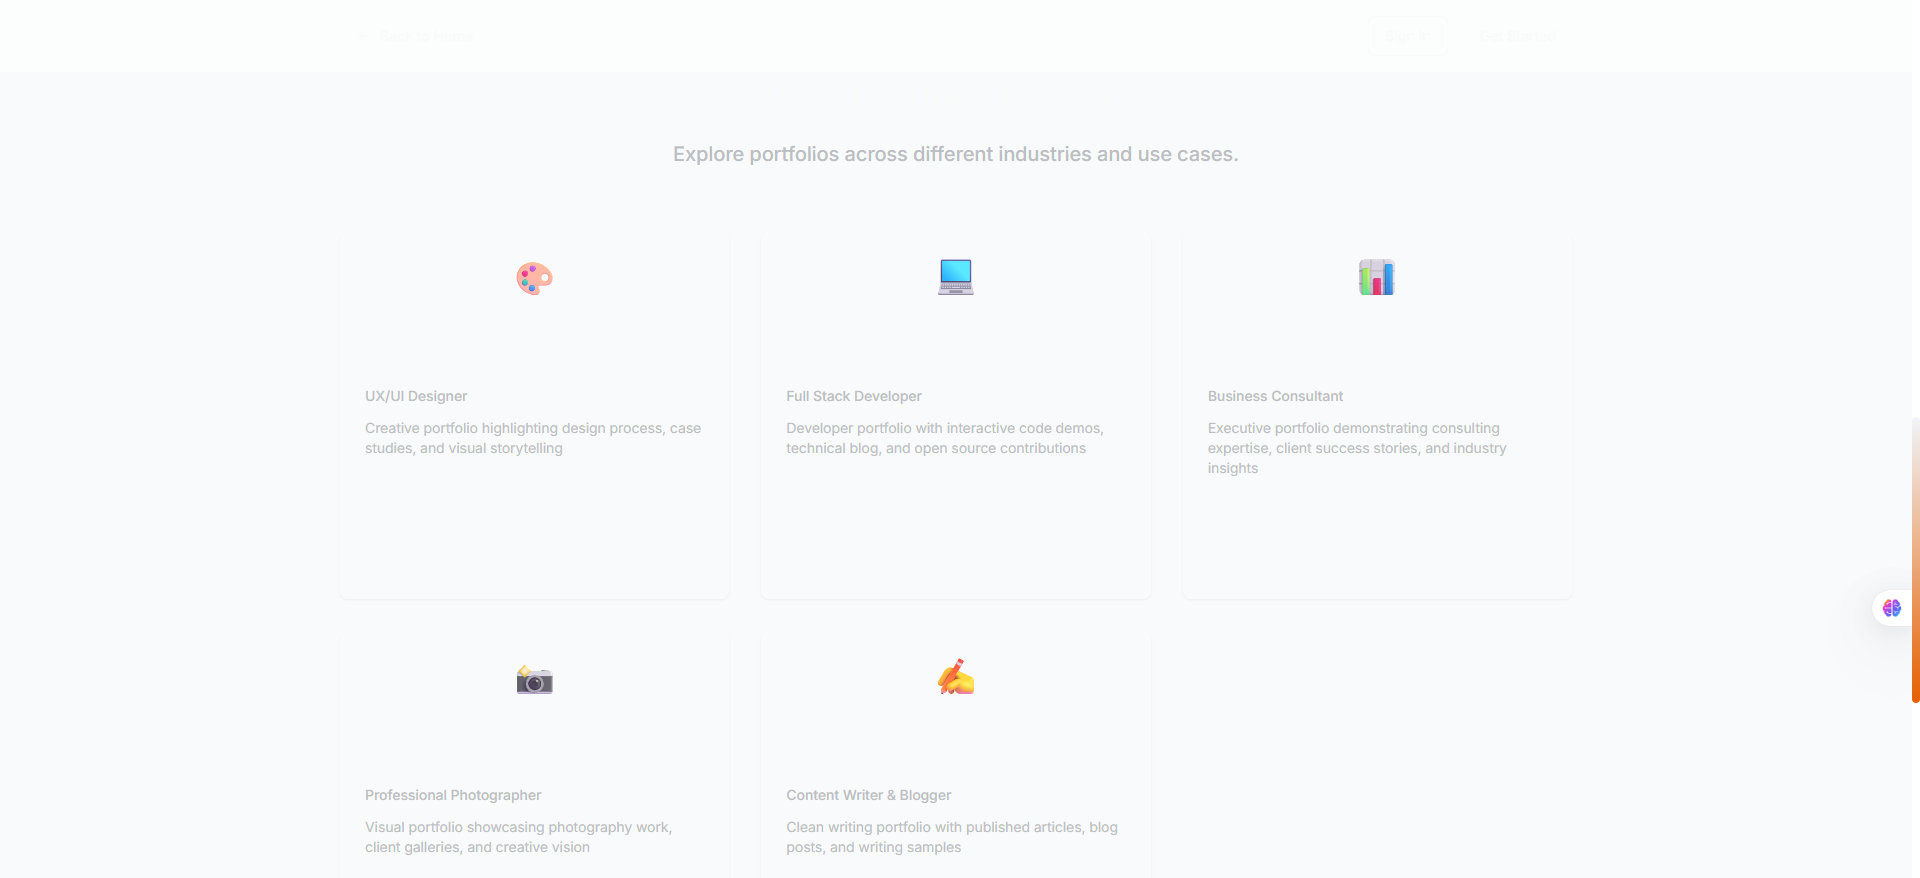 Back to Home
Sign In
Get Started
Explore portfolios across different industries and use cases.
UX/UI Designer
Creative portfolio highlighting design process, case
studies, and visual storytelling
Full Stack Developer
Developer portfolio with interactive code demos,
technical blog, and open source contributions
Business Consultant
Executive portfolio demonstrating consulting
expertise, client success stories, and industry
insights
Professional Photographer
Visual portfolio showcasing photography work,
client galleries, and creative vision
Content Writer & Blogger
Clean writing portfolio with published articles, blog
posts, and writing samples